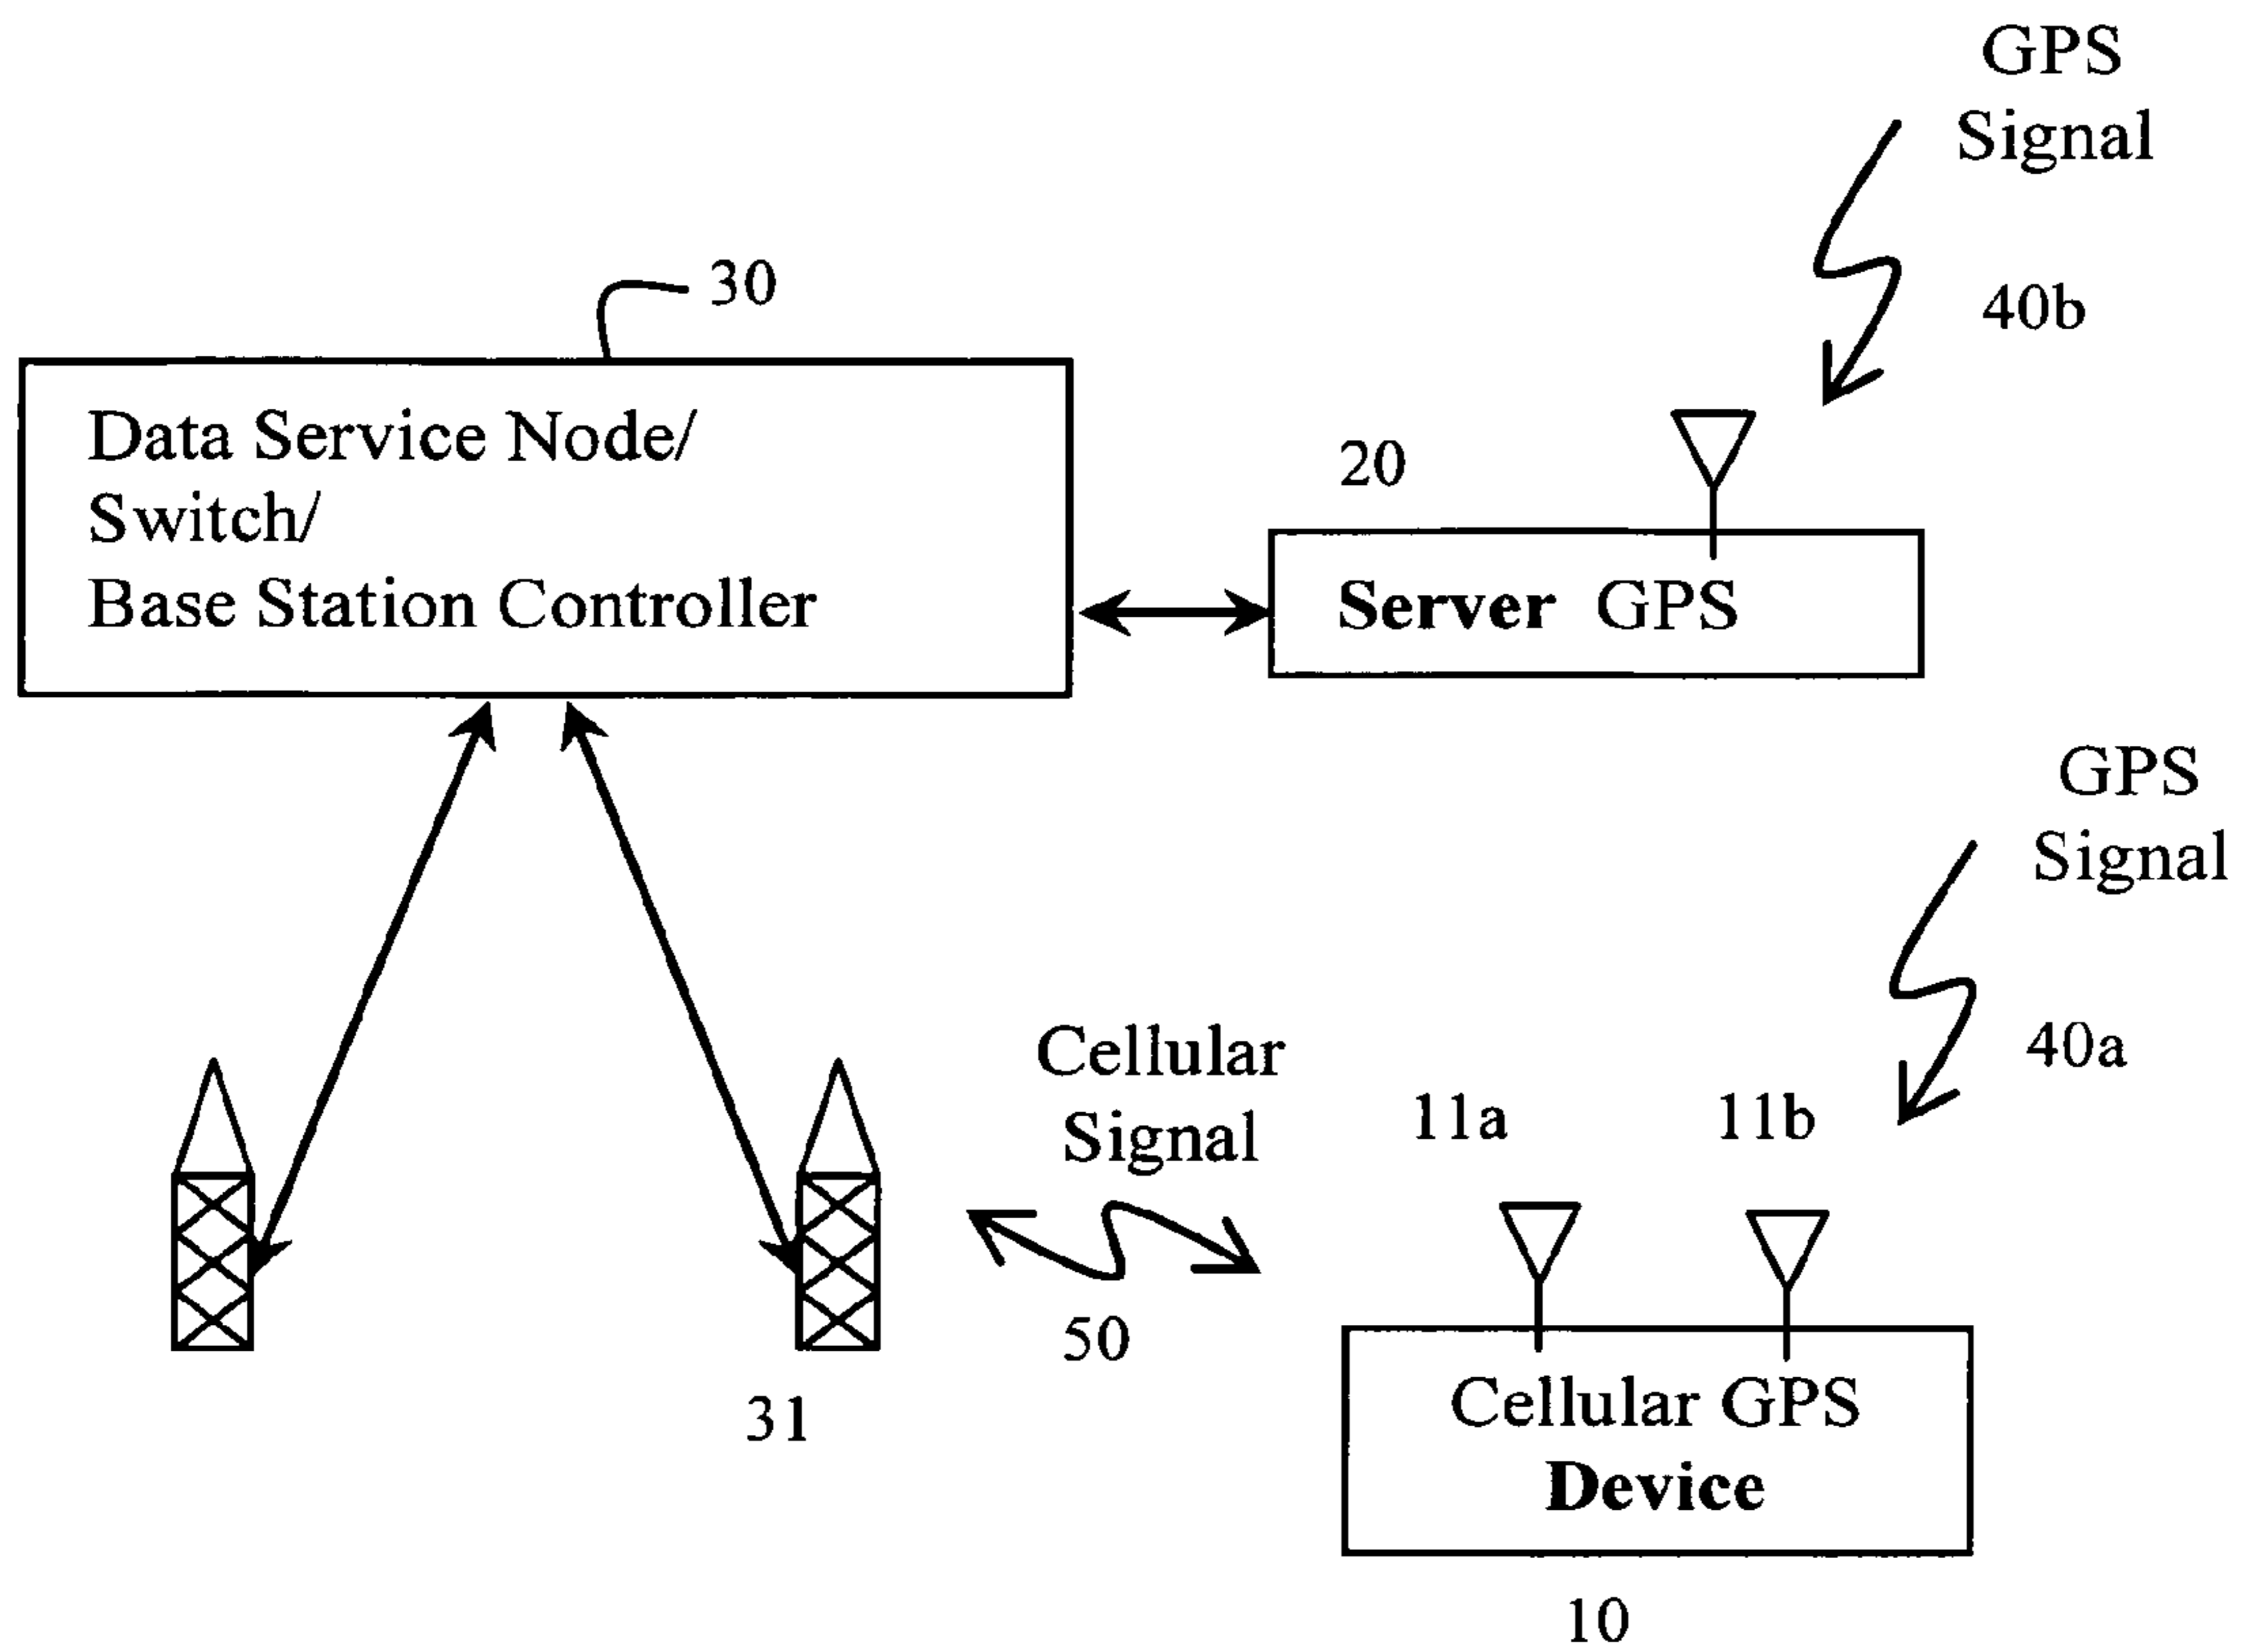 GPS
Signal
40b
30
Data Service Node/
Switch/
Base Station Controller
20
Server GPS
GPS
Signal
40a
Cellular
Signal
50
11a
11b
31
Cellular GPS
Device
10